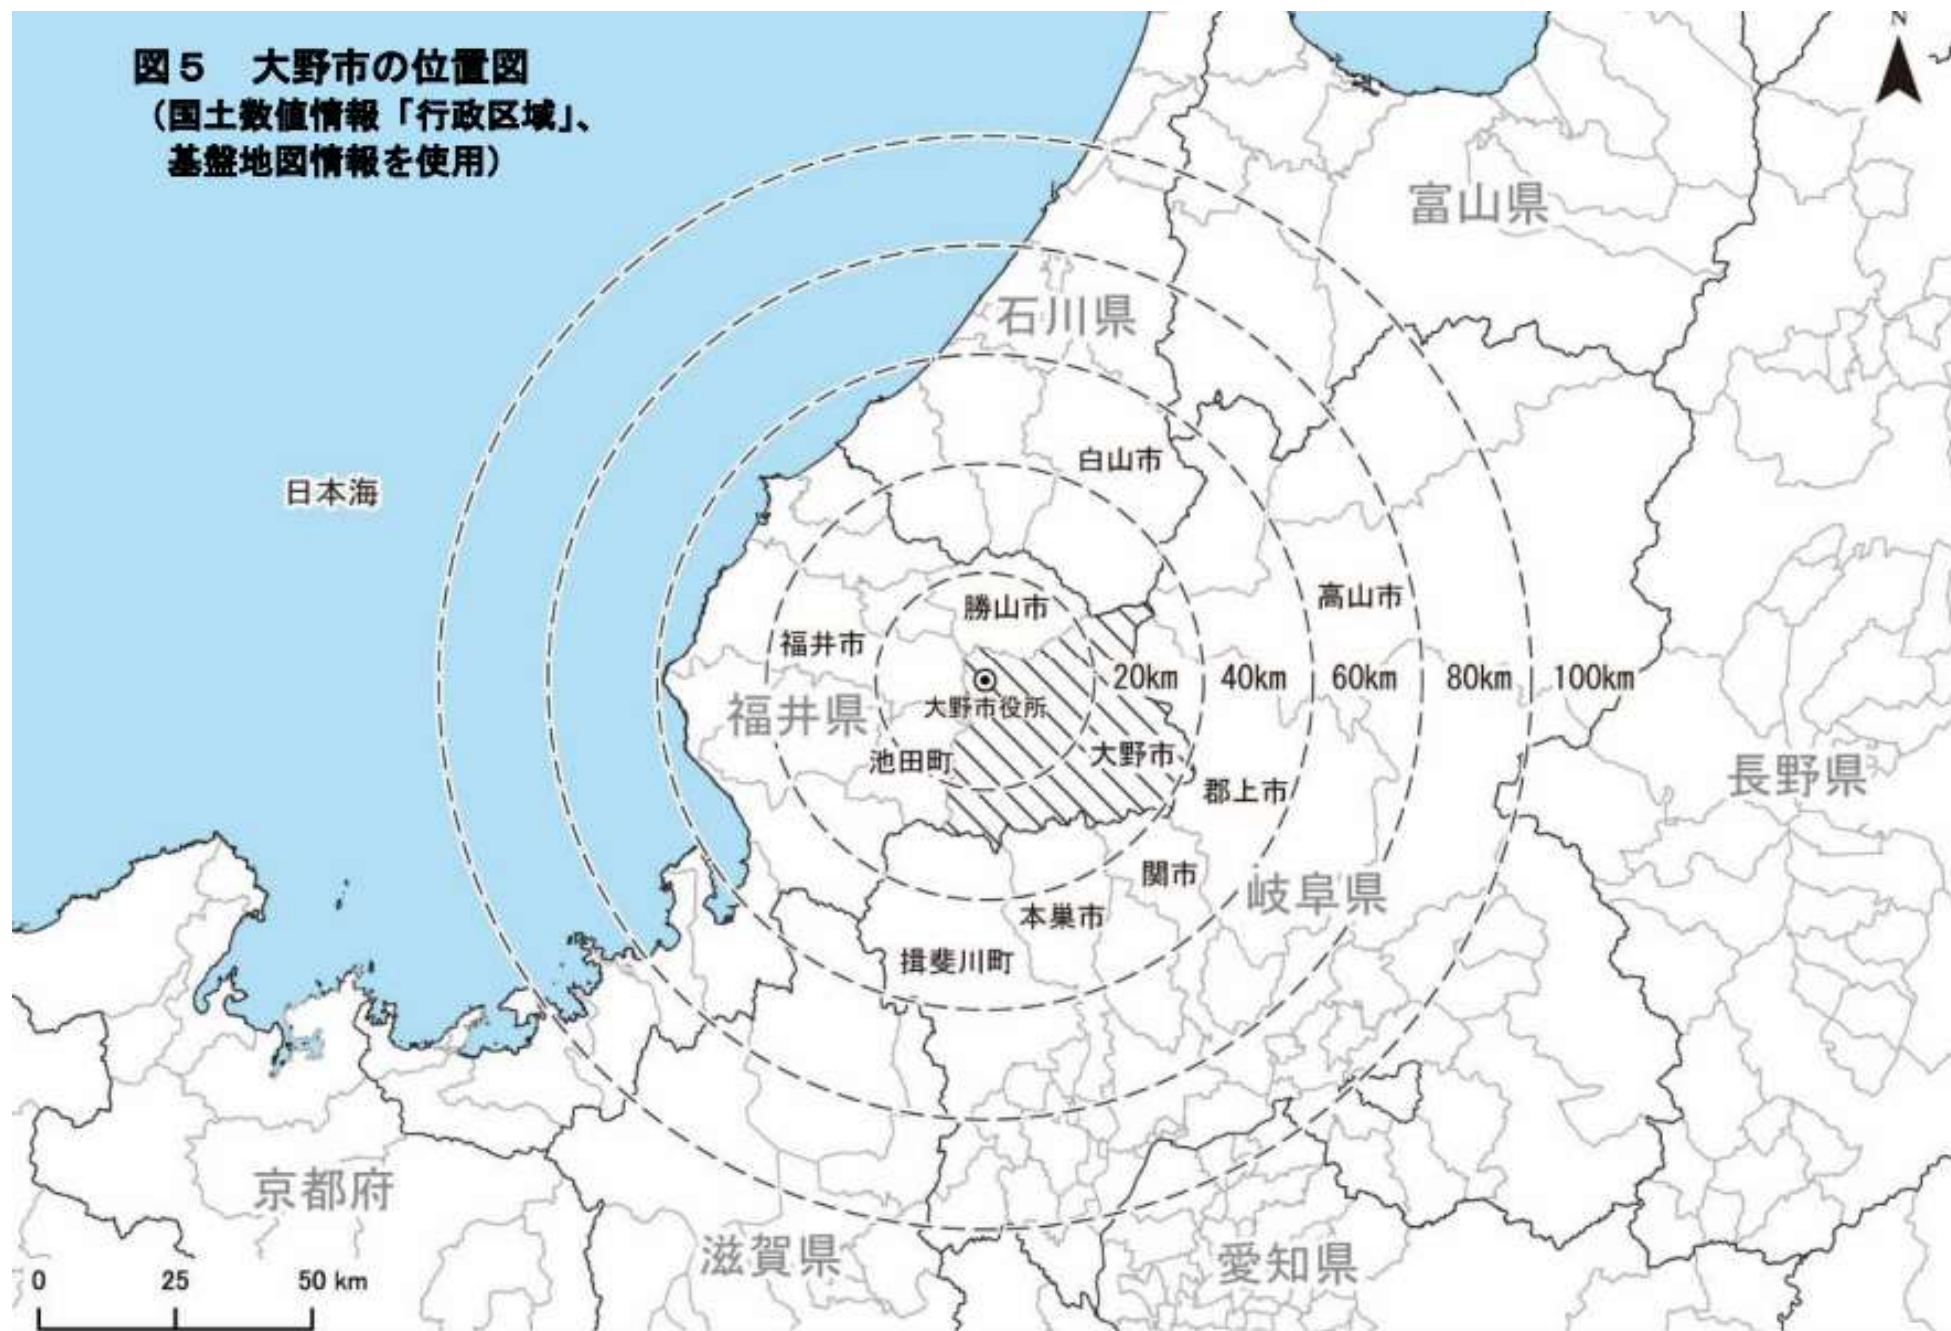 図５　大野市の位置図
（国土数値情報「行政区域」、
基盤地図情報を使用）
N
富山県
石川県
白山市
日本海
高山市
勝山市
福井市
20km 40km 60km 80km 100km
大野市役所
福井県
大野市
池田町
長野県
郡上市
関市
岐阜県
本巣市
揖斐川町
京都府
滋賀県
愛知県
0 25 50 km